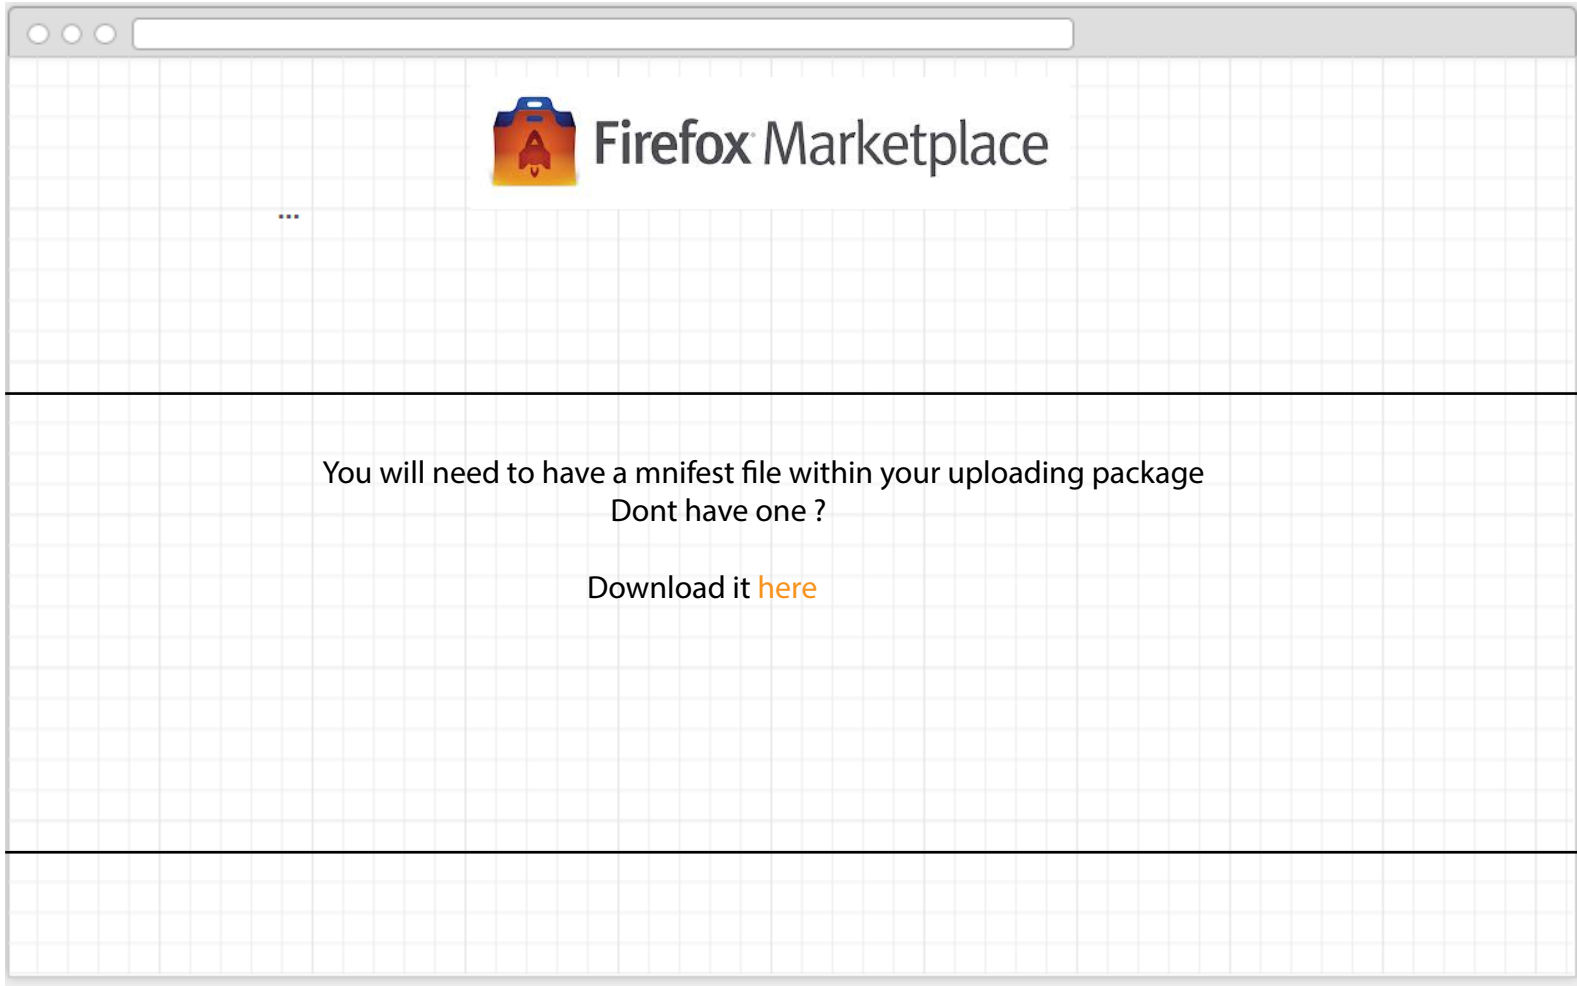 Firefox Marketplace
...
You will need to have a mnifest file within your uploading package
Dont have one ?
Download it here